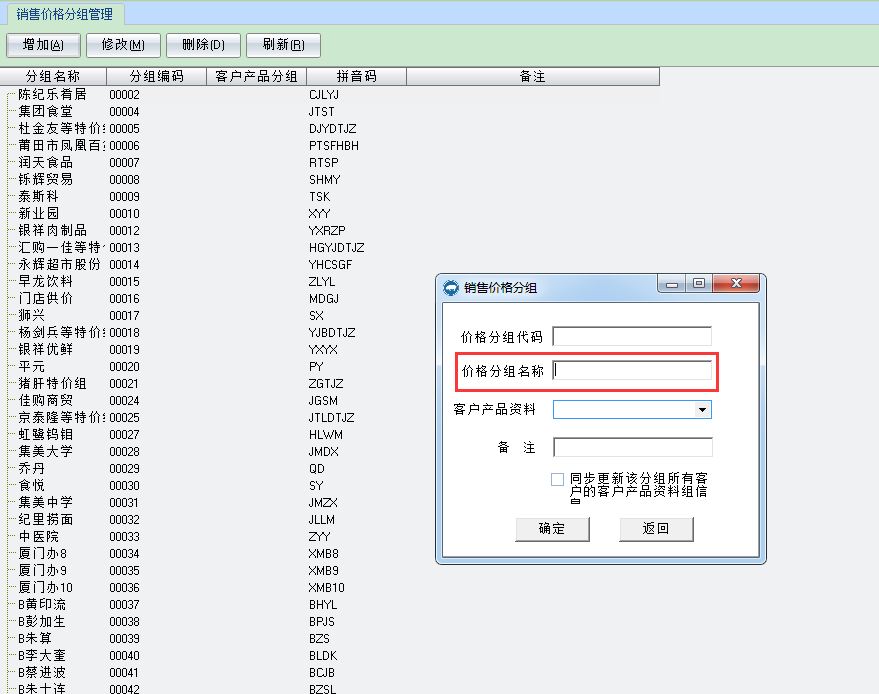 销售价格分组管理
增加(A) 修改(M) 删除(D) 刷新(R)
分组名称 分组编码 客户产品分组 拼音码 备注
陈纪乐肴居 00002 CJLYJ
集团食堂 00004 JTST
杜金友等特价 00005 DJYDTJZ
莆田市凤凰百 00006 PTSFHBH
润天食品 00007 RTSP
铄辉贸易 00008 SHMY
泰斯科 00009 TSK
新业园 00010 XYY
银祥肉制品 00012 YXRZP
汇购一佳等特 00013 HGYJDTJZ
永辉超市股份 00014 YHCSGF
早龙饮料 00015 ZLYL
门店供价 00016 MDGJ
狮兴 00017 SX
杨剑兵等特价 00018 YJBDTJZ
银祥优鲜 00019 YXYX
平元 00020 PY
猪肝特价组 00021 ZGTJZ
佳购商贸 00024 JGSM
京泰隆等特价 00025 JTLDTJZ
虹鹭钨钼 00027 HLWM
集美大学 00028 JMDX
乔丹 00029 QD
食悦 00030 SY
集美中学 00031 JMZX
纪里捞面 00032 JLLM
中医院 00033 ZYY
厦门办8 00034 XMB8
厦门办9 00035 XMB9
厦门办10 00036 XMB10
B黄印流 00037 BHYL
B彭加生 00038 BPJS
B朱算 00039 BZS
B李大奎 00040 BLDK
B蔡进波 00041 BCJB
B朱十连 00042 BZSL
销售价格分组
价格分组代码
价格分组名称
客户产品资料
备 注
同步更新该分组所有客
户的客户产品资料组信
确定 返回